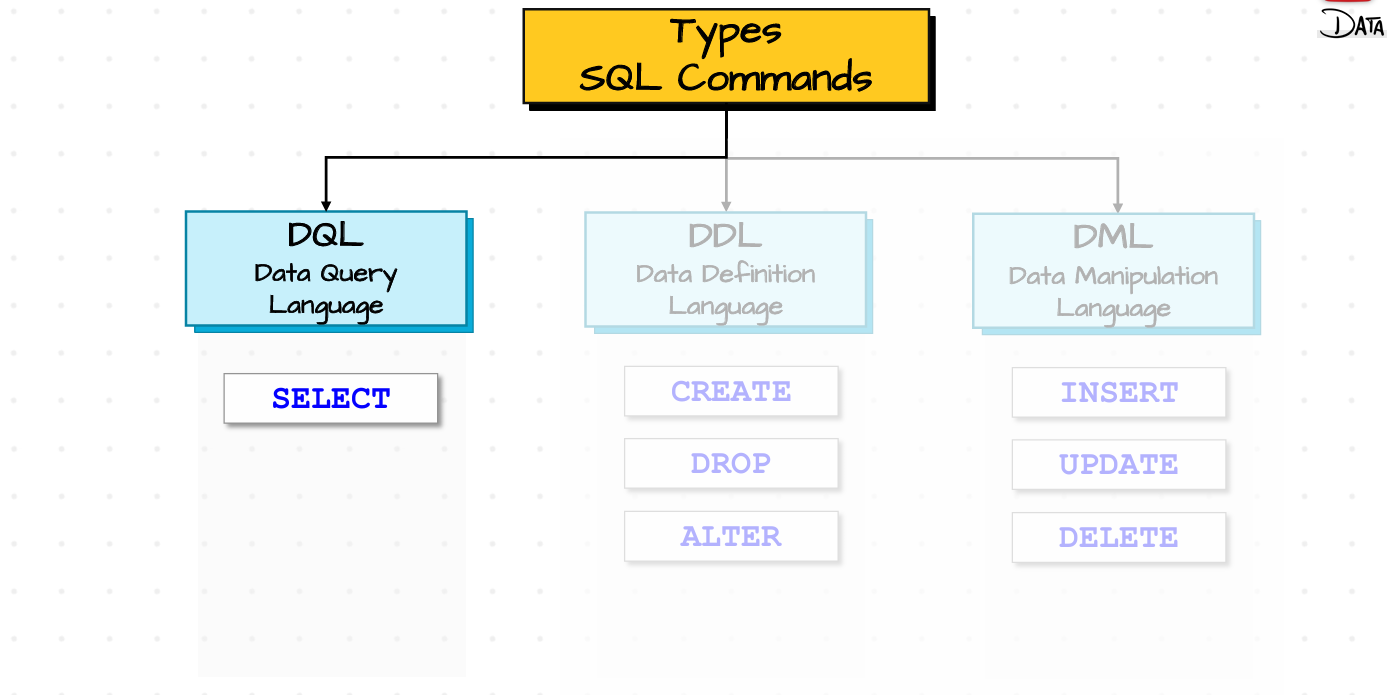 DATA
Types
SQL Commands
DQL
Data Query
Language
SELECT
DDL
Data Definition
Language
CREATE
DROP
ALTER
DML
Data Manipulation
Language
INSERT
UPDATE
DELETE